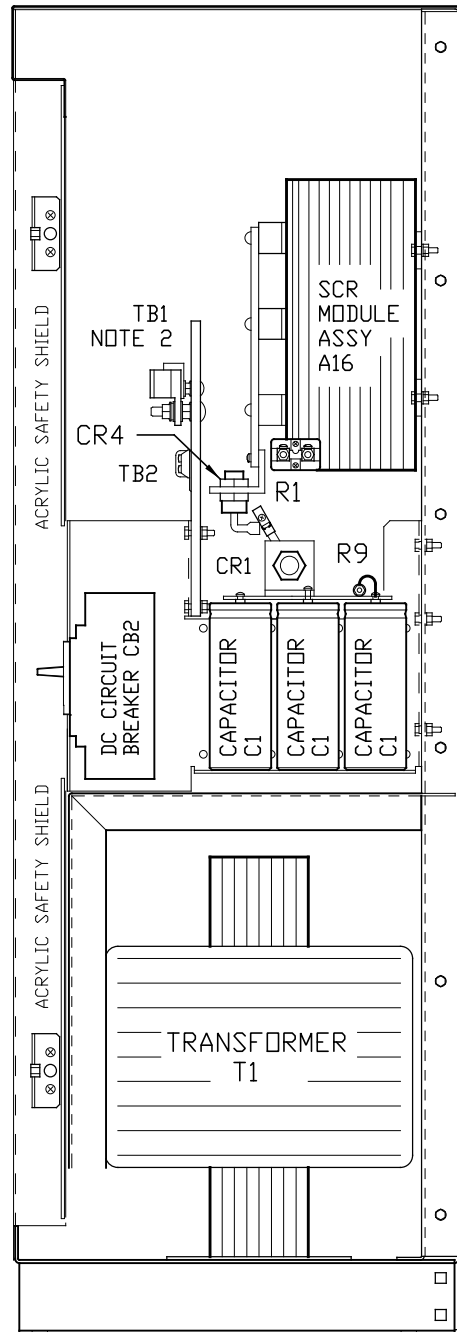 SCR
MODULE
ASSY
A16
TB1
NOTE 2
ACRYLIC SAFETY SHIELD
CR4
TB2
R1
CR1
R9
DC CIRCUIT
BREAKER CB2
CAPACITOR
C1
CAPACITOR
C1
CAPACITOR
C1
ACRYLIC SAFETY SHIELD
TRANSFORMER
T1